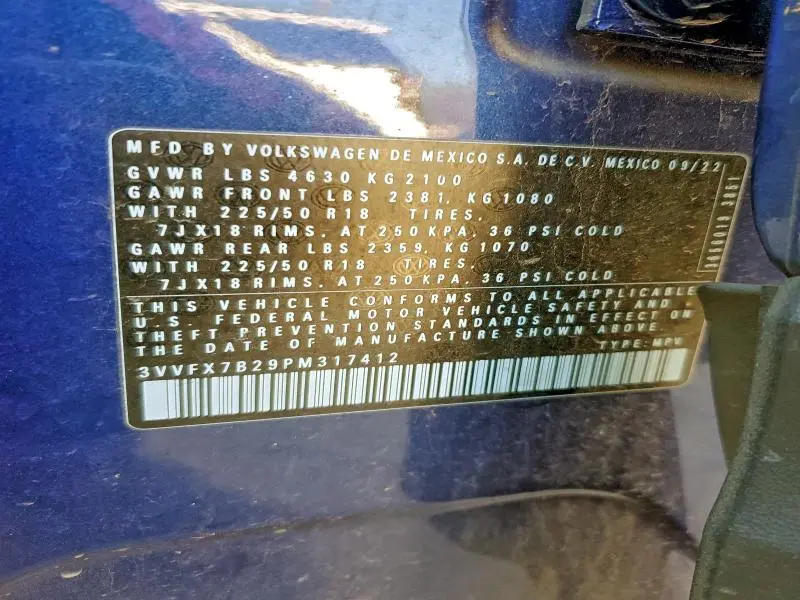 MFD BY VOLKSWAGEN DE MEXICO S.A. DE C.V. MEXICO 09/22
GVWR LBS 4630 KG 2100
GAWR FRONT LBS 2381, KG 1080
WITH 225/50 R18 TIRES,
7JX18 RIMS, AT 250 KPA, 36 PSI COLD
GAWR REAR LBS 2359, KG 1070
WITH 225/50 R18 TIRES,
7JX18 RIMS, AT 250 KPA, 36 PSI COLD
THIS VEHICLE CONFORMS TO ALL APPLICABLE
U.S. FEDERAL MOTOR VEHICLE SAFETY AND
THEFT PREVENTION STANDARDS IN EFFECT ON
THE DATE OF MANUFACTURE SHOWN ABOVE
TYPE: MPV
3VVFX7B29PM317412